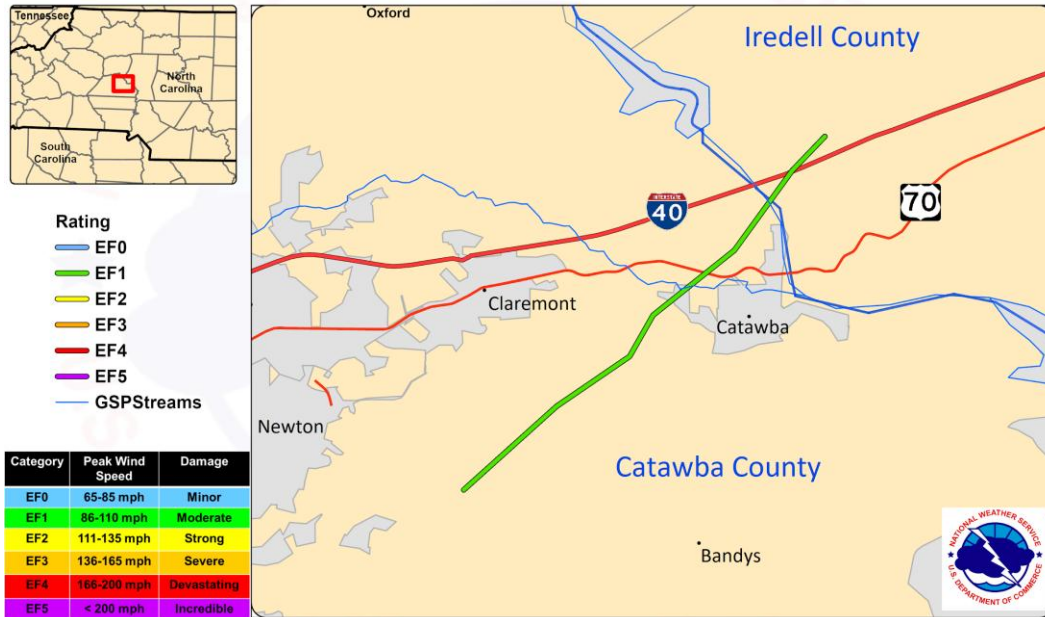 Tennessee
North
Carolina
South
Carolina
Rating
EF0
EF1
EF2
EF3
EF4
EF5
GSPStreams
Category Peak Wind Speed Damage
EF0 65-85 mph Minor
EF1 86-110 mph Moderate
EF2 111-135 mph Strong
EF3 136-165 mph Severe
EF4 166-200 mph Devastating
EF5 < 200 mph Incredible
Oxford
Iredell County
INTERSTATE
40
70
Claremont
Catawba
Newton
Catawba County
Bandys
NATIONAL WEATHER SERVICE
U.S. DEPARTMENT OF COMMERCE